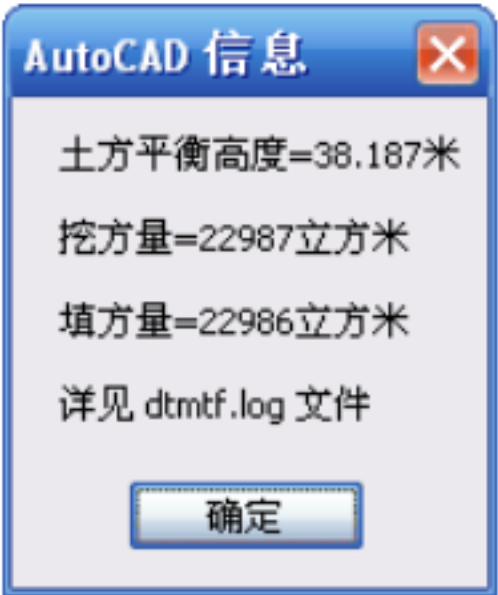 AutoCAD 信息
土方平衡高度=38.187米
挖方量=22987立方米
填方量=22986立方米
详见 dtmtf.log 文件
确定